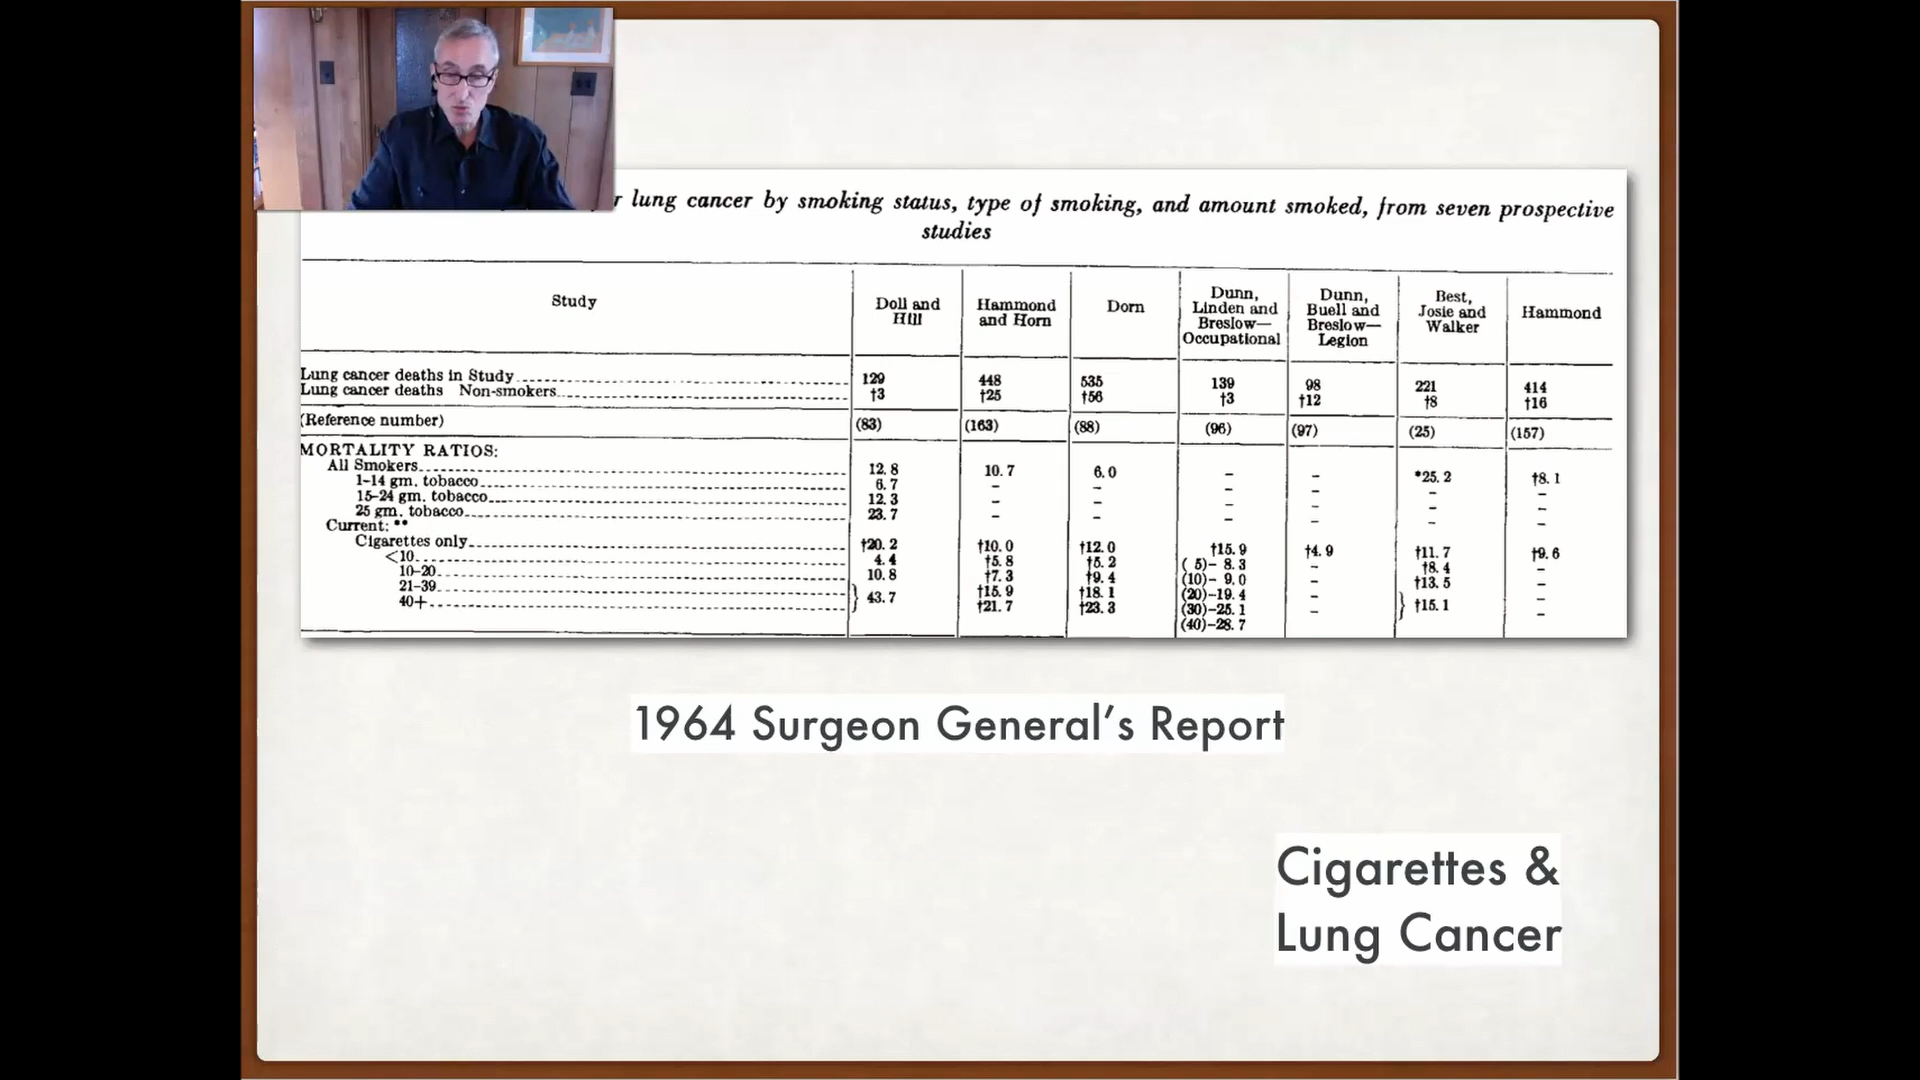 r lung cancer by smoking status, type of smoking, and amount smoked, from seven prospective
studies
Study Doll and Hill Hammond and Horn Dorn Dunn, Linden and Breslow—Occupational Dunn, Buell and Breslow—Legion Best, Josie and Walker Hammond
Lung cancer deaths in Study 129 448 535 139 98 221 414
Lung cancer deaths Non-smokers †3 †25 †56 †3 †12 †8 †16
(Reference number) (83) (163) (88) (96) (97) (25) (157)
MORTALITY RATIOS:
All Smokers 12.8 10.7 6.0 – – *25.2 †8.1
1-14 gm. tobacco 6.7 – – – – – –
15-24 gm. tobacco 12.3 – – – – – –
25 gm. tobacco 23.7 – – – – – –
Current: **
Cigarettes only †20.2 †10.0 †12.0 †15.9 †4.9 †11.7 †9.6
<10 4.4 †5.8 †5.2 ( 5)– 8.3 – †8.4 –
10-20 10.8 †7.3 †9.4 (10)– 9.0 – †13.5 –
21-39 } 43.7 †15.9 †18.1 (20)–19.4 – } †15.1 –
40+ †21.7 †23.3 (30)–25.1 – –
(40)–28.7
1964 Surgeon General’s Report
Cigarettes &
Lung Cancer